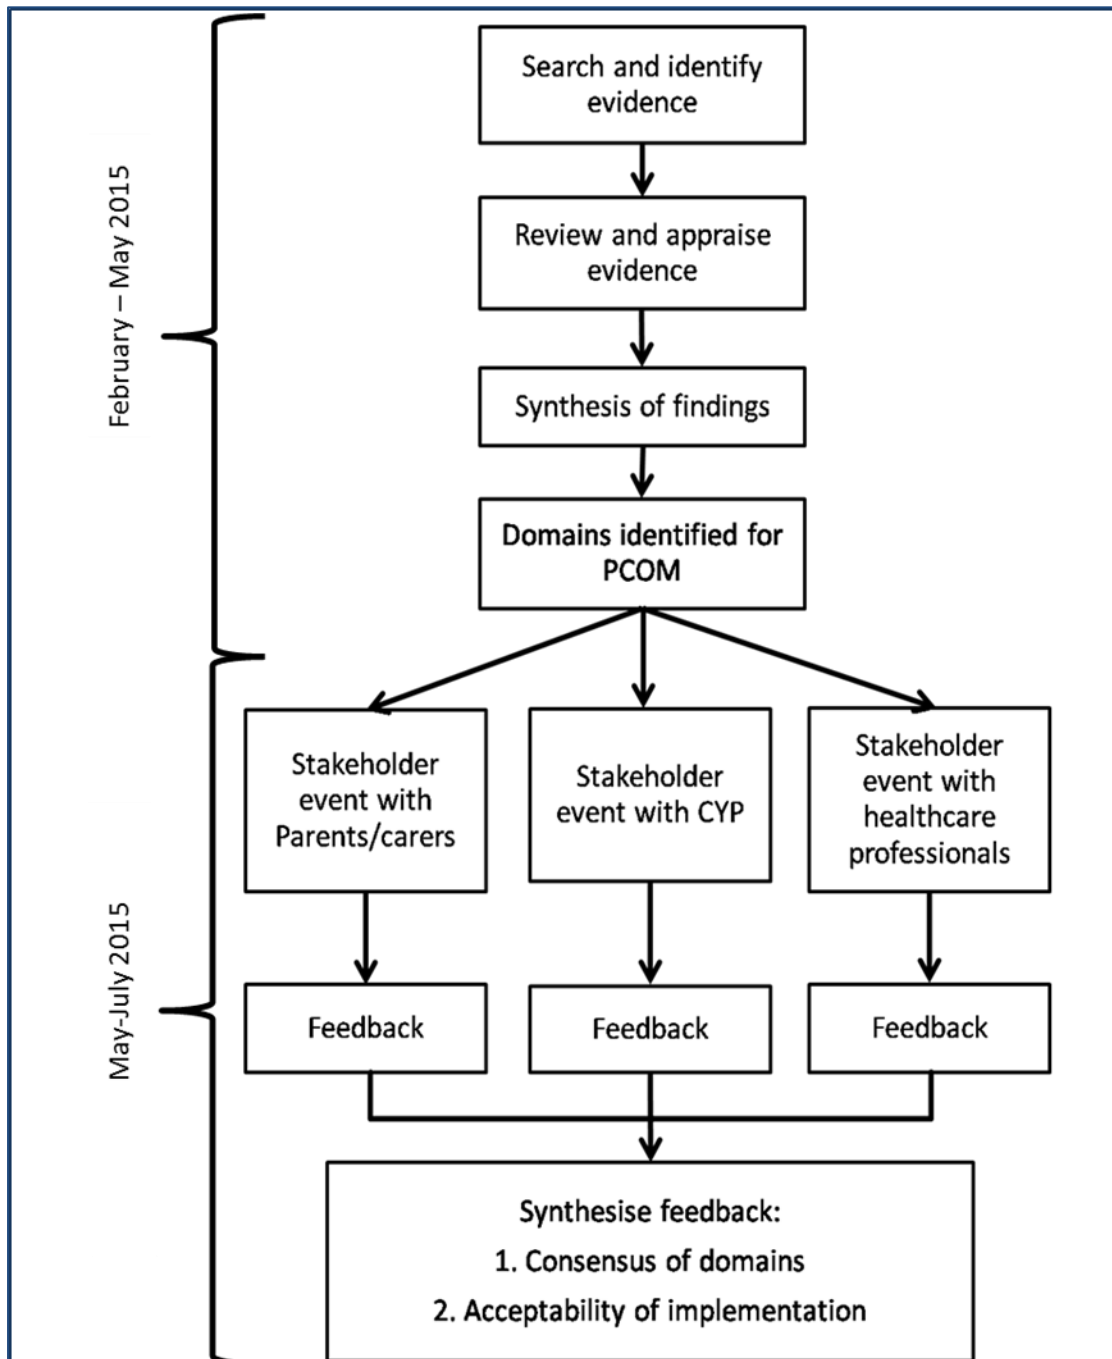 February – May 2015
Search and identify
evidence
Review and appraise
evidence
Synthesis of findings
Domains identified for
PCOM
May-July 2015
Stakeholder
event with
Parents/carers
Stakeholder
event with CYP
Stakeholder
event with
healthcare
professionals
Feedback
Feedback
Feedback
Synthesise feedback:
1. Consensus of domains
2. Acceptability of implementation